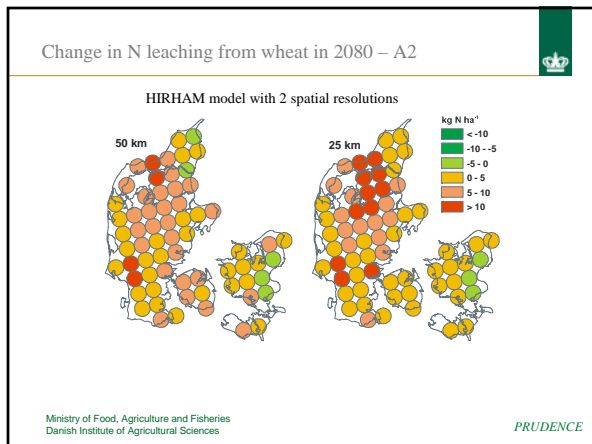 Change in N leaching from wheat in 2080 – A2
HIRHAM model with 2 spatial resolutions
50 km
25 km
kg N ha⁻¹
< -10
-10 - -5
-5 - 0
0 - 5
5 - 10
> 10
Ministry of Food, Agriculture and Fisheries
Danish Institute of Agricultural Sciences
PRUDENCE